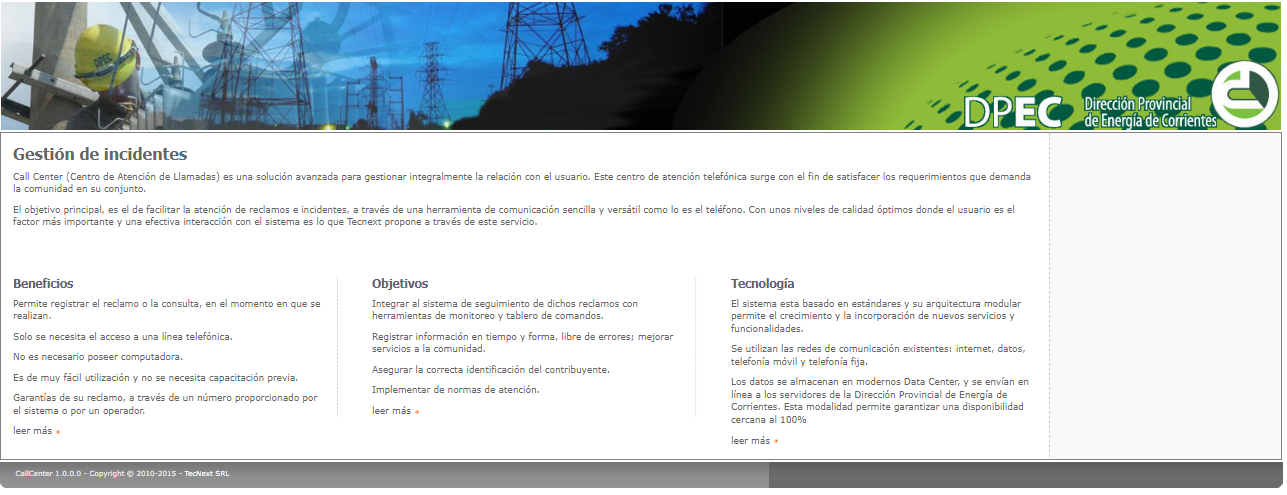 DPEC
DPEC
Dirección Provincial
de Energía de Corrientes
Gestión de incidentes
Call Center (Centro de Atención de Llamadas) es una solución avanzada para gestionar integralmente la relación con el usuario. Este centro de atención telefónica surge con el fin de satisfacer los requerimientos que demanda
la comunidad en su conjunto.
El objetivo principal, es el de facilitar la atención de reclamos e incidentes, a través de una herramienta de comunicación sencilla y versátil como lo es el teléfono. Con unos niveles de calidad óptimos donde el usuario es el
factor más importante y una efectiva interacción con el sistema es lo que Tecnext propone a través de este servicio.
Beneficios
Permite registrar el reclamo o la consulta, en el momento en que se
realizan.
Solo se necesita el acceso a una línea telefónica.
No es necesario poseer computadora.
Es de muy fácil utilización y no se necesita capacitación previa.
Garantías de su reclamo, a través de un número proporcionado por
el sistema o por un operador.
leer más
Objetivos
Integrar al sistema de seguimiento de dichos reclamos con
herramientas de monitoreo y tablero de comandos.
Registrar información en tiempo y forma, libre de errores; mejorar
servicios a la comunidad.
Asegurar la correcta identificación del contribuyente.
Implementar de normas de atención.
leer más
Tecnología
El sistema esta basado en estándares y su arquitectura modular
permite el crecimiento y la incorporación de nuevos servicios y
funcionalidades.
Se utilizan las redes de comunicación existentes: internet, datos,
telefonía móvil y telefonía fija.
Los datos se almacenan en modernos Data Center, y se envían en
línea a los servidores de la Dirección Provincial de Energía de
Corrientes. Esta modalidad permite garantizar una disponibilidad
cercana al 100%
leer más
CallCenter 1.0.0.0 - Copyright © 2010-2015 - TecNext SRL